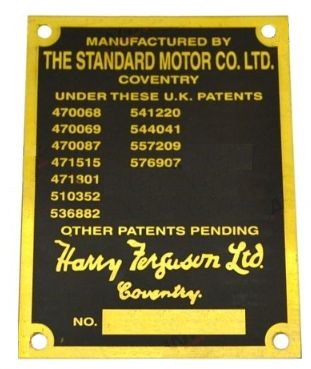 MANUFACTURED BY
THE STANDARD MOTOR CO. LTD.
COVENTRY
UNDER THESE U.K. PATENTS
470068 541220
470069 544041
470087 557209
471515 576907
471801
510352
536882
OTHER PATENTS PENDING
Harry Ferguson Ltd.
Coventry.
NO.